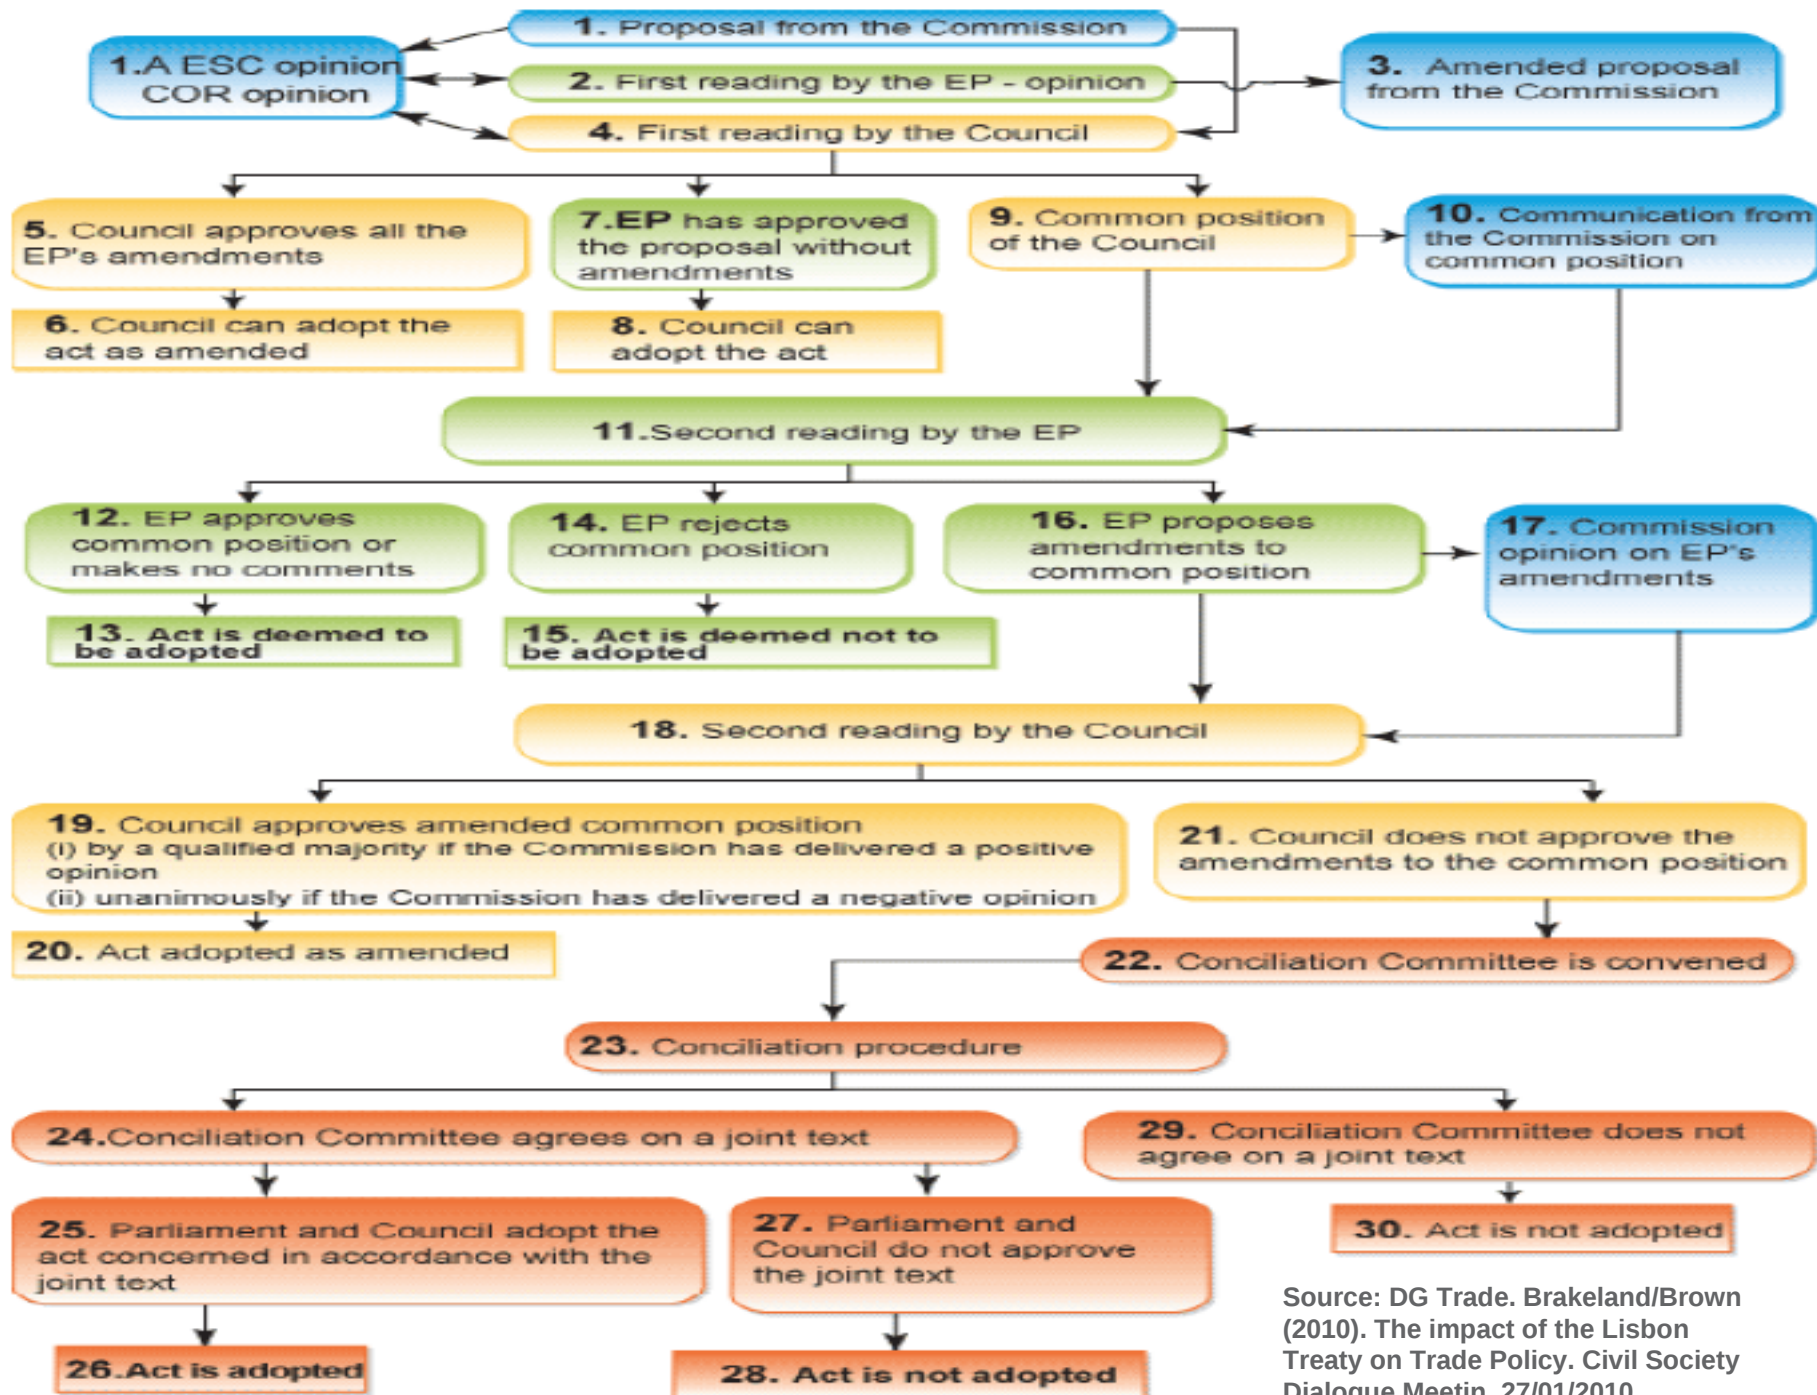 1. Proposal from the Commission
1.A ESC opinion
COR opinion
2. First reading by the EP - opinion
3. Amended proposal
from the Commission
4. First reading by the Council
5. Council approves all the
EP's amendments
6. Council can adopt the
act as amended
7.EP has approved
the proposal without
amendments
8. Council can
adopt the act
9. Common position
of the Council
10. Communication from
the Commission on
common position
11.Second reading by the EP
12. EP approves
common position or
makes no comments
13. Act is deemed to
be adopted
14. EP rejects
common position
15. Act is deemed not to
be adopted
16. EP proposes
amendments to
common position
17. Commission
opinion on EP's
amendments
18. Second reading by the Council
19. Council approves amended common position
(i) by a qualified majority if the Commission has delivered a positive
opinion
(ii) unanimously if the Commission has delivered a negative opinion
20. Act adopted as amended
21. Council does not approve the
amendments to the common position
22. Conciliation Committee is convened
23. Conciliation procedure
24.Conciliation Committee agrees on a joint text
25. Parliament and Council adopt the
act concerned in accordance with the
joint text
26.Act is adopted
27. Parliament and
Council do not approve
the joint text
28. Act is not adopted
29. Conciliation Committee does not
agree on a joint text
30. Act is not adopted
Source: DG Trade. Brakeland/Brown
(2010). The impact of the Lisbon
Treaty on Trade Policy. Civil Society
Dialogue Meetin, 27/01/2010